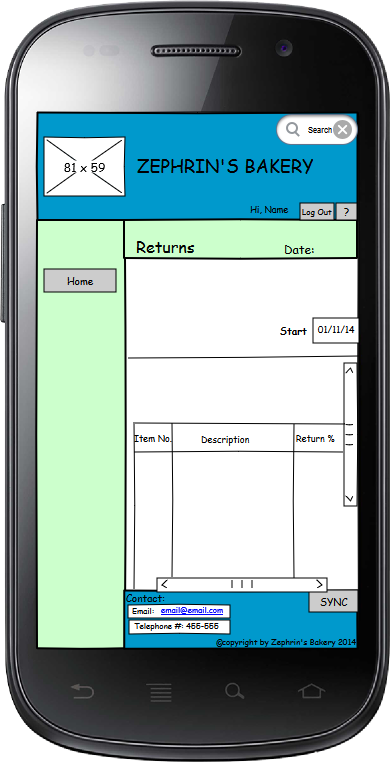 Search
81 x 59
ZEPHRIN'S BAKERY
Hi, Name
Log Out
?
Returns
Date:
Home
Start
01/11/14
Item No.
Description
Return %
Contact:
Email: email@email.com
Telephone #: 455-555
SYNC
©copyright by Zephrin's Bakery 2014